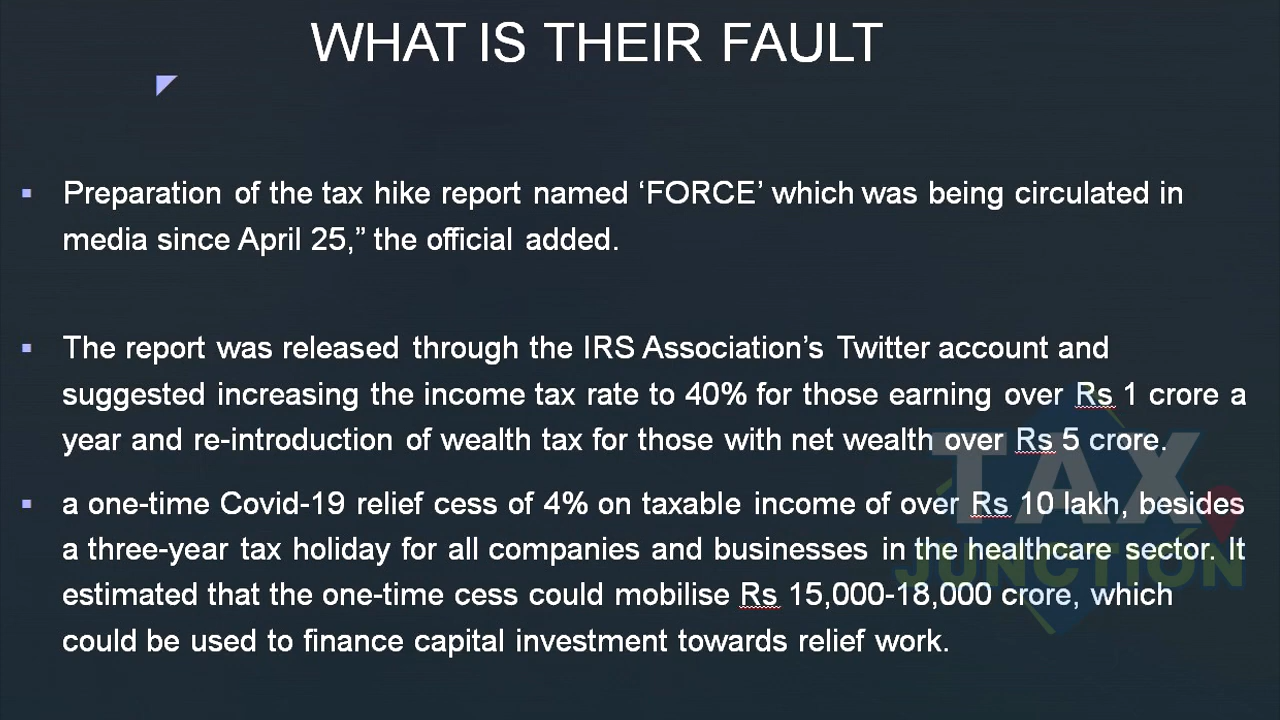 WHAT IS THEIR FAULT
▪ Preparation of the tax hike report named ‘FORCE’ which was being circulated in
media since April 25,” the official added.
▪ The report was released through the IRS Association’s Twitter account and
suggested increasing the income tax rate to 40% for those earning over Rs 1 crore a
year and re-introduction of wealth tax for those with net wealth over Rs 5 crore.
▪ a one-time Covid-19 relief cess of 4% on taxable income of over Rs 10 lakh, besides
a three-year tax holiday for all companies and businesses in the healthcare sector. It
estimated that the one-time cess could mobilise Rs 15,000-18,000 crore, which
could be used to finance capital investment towards relief work.
TAX
JUNCTION